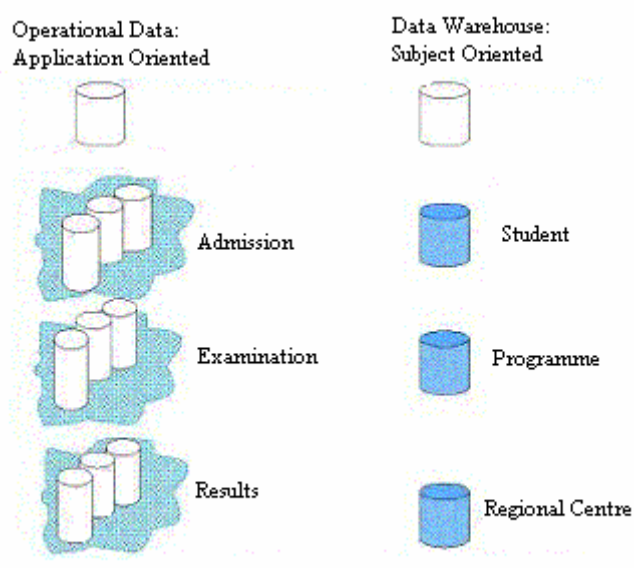 Operational Data:
Application Oriented
Data Warehouse:
Subject Oriented
Admission
Student
Examination
Programme
Results
Regional Centre